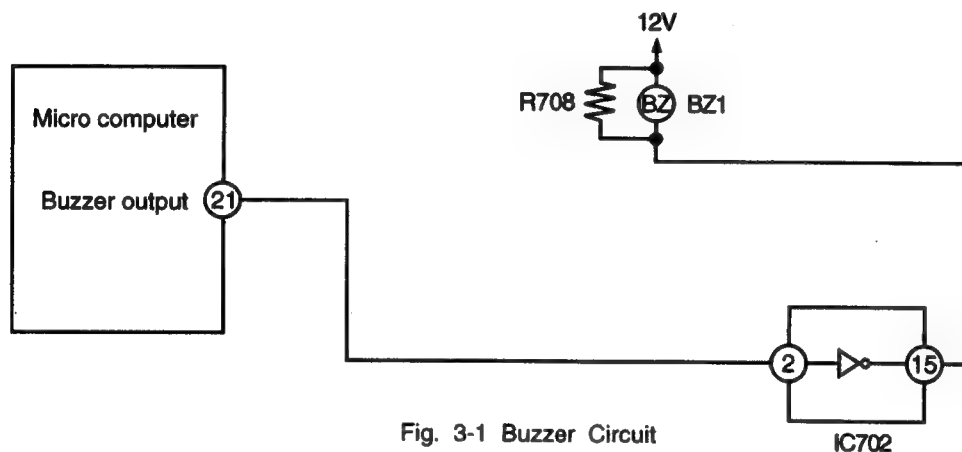 12V
R708
BZ
BZ1
Micro computer
Buzzer output
21
2
15
Fig. 3-1 Buzzer Circuit
IC702